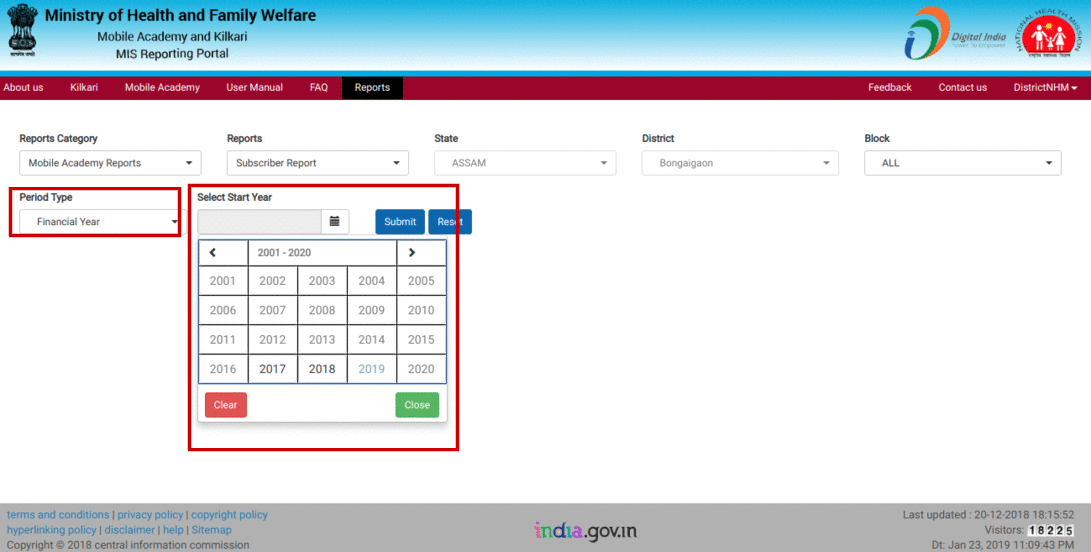 Ministry of Health and Family Welfare
Mobile Academy and Kilkari
MIS Reporting Portal
Digital India
Power To Empower
NATIONAL HEALTH MISSION
About us Kilkari Mobile Academy User Manual FAQ Reports Feedback Contact us DistrictNHM
Reports Category Reports State District Block
Mobile Academy Reports Subscriber Report ASSAM Bongaigaon ALL
Period Type Select Start Year
Financial Year Submit Reset
2001 - 2020
2001 2002 2003 2004 2005
2006 2007 2008 2009 2010
2011 2012 2013 2014 2015
2016 2017 2018 2019 2020
Clear Close
terms and conditions | privacy policy | copyright policy
hyperlinking policy | disclaimer | help | Sitemap
Copyright © 2018 central information commission
india.gov.in
Last updated : 20-12-2018 18:15:52
Visitors: 18225
Dt: Jan 23, 2019 11:09:43 PM